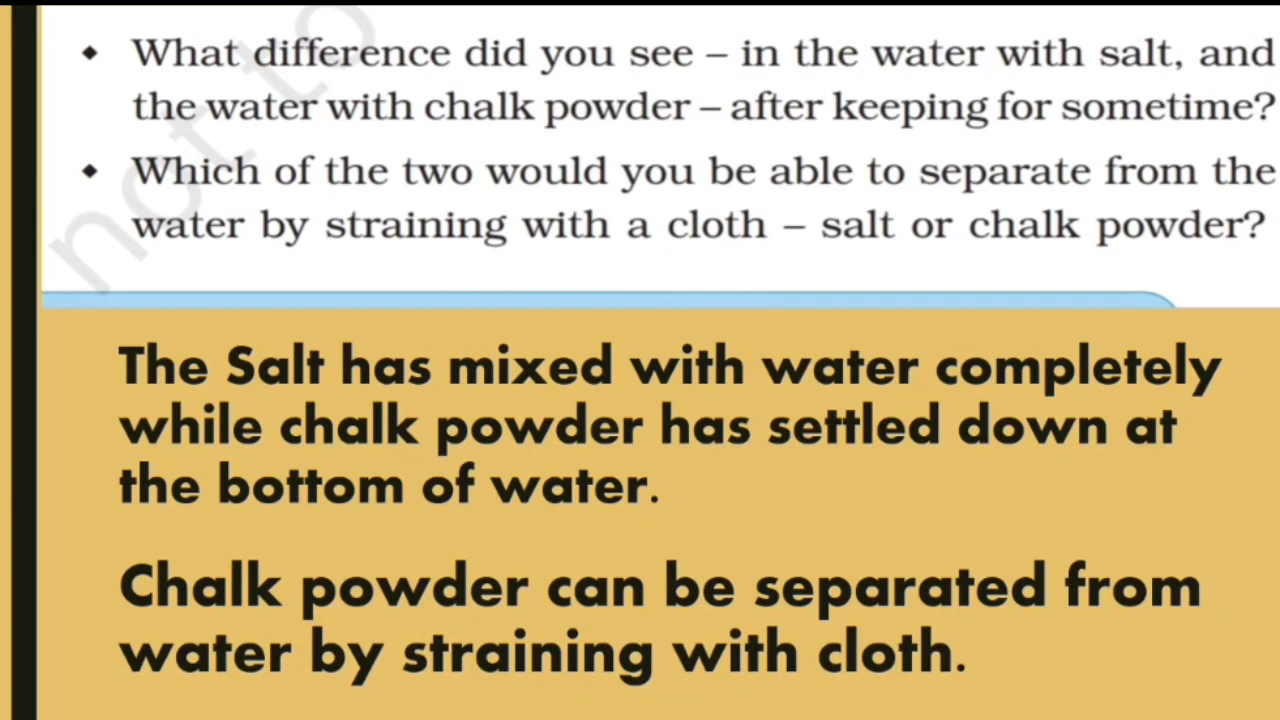 ◆ What difference did you see – in the water with salt, and
the water with chalk powder – after keeping for sometime?
◆ Which of the two would you be able to separate from the
water by straining with a cloth – salt or chalk powder?
not to
The Salt has mixed with water completely
while chalk powder has settled down at
the bottom of water.
Chalk powder can be separated from
water by straining with cloth.